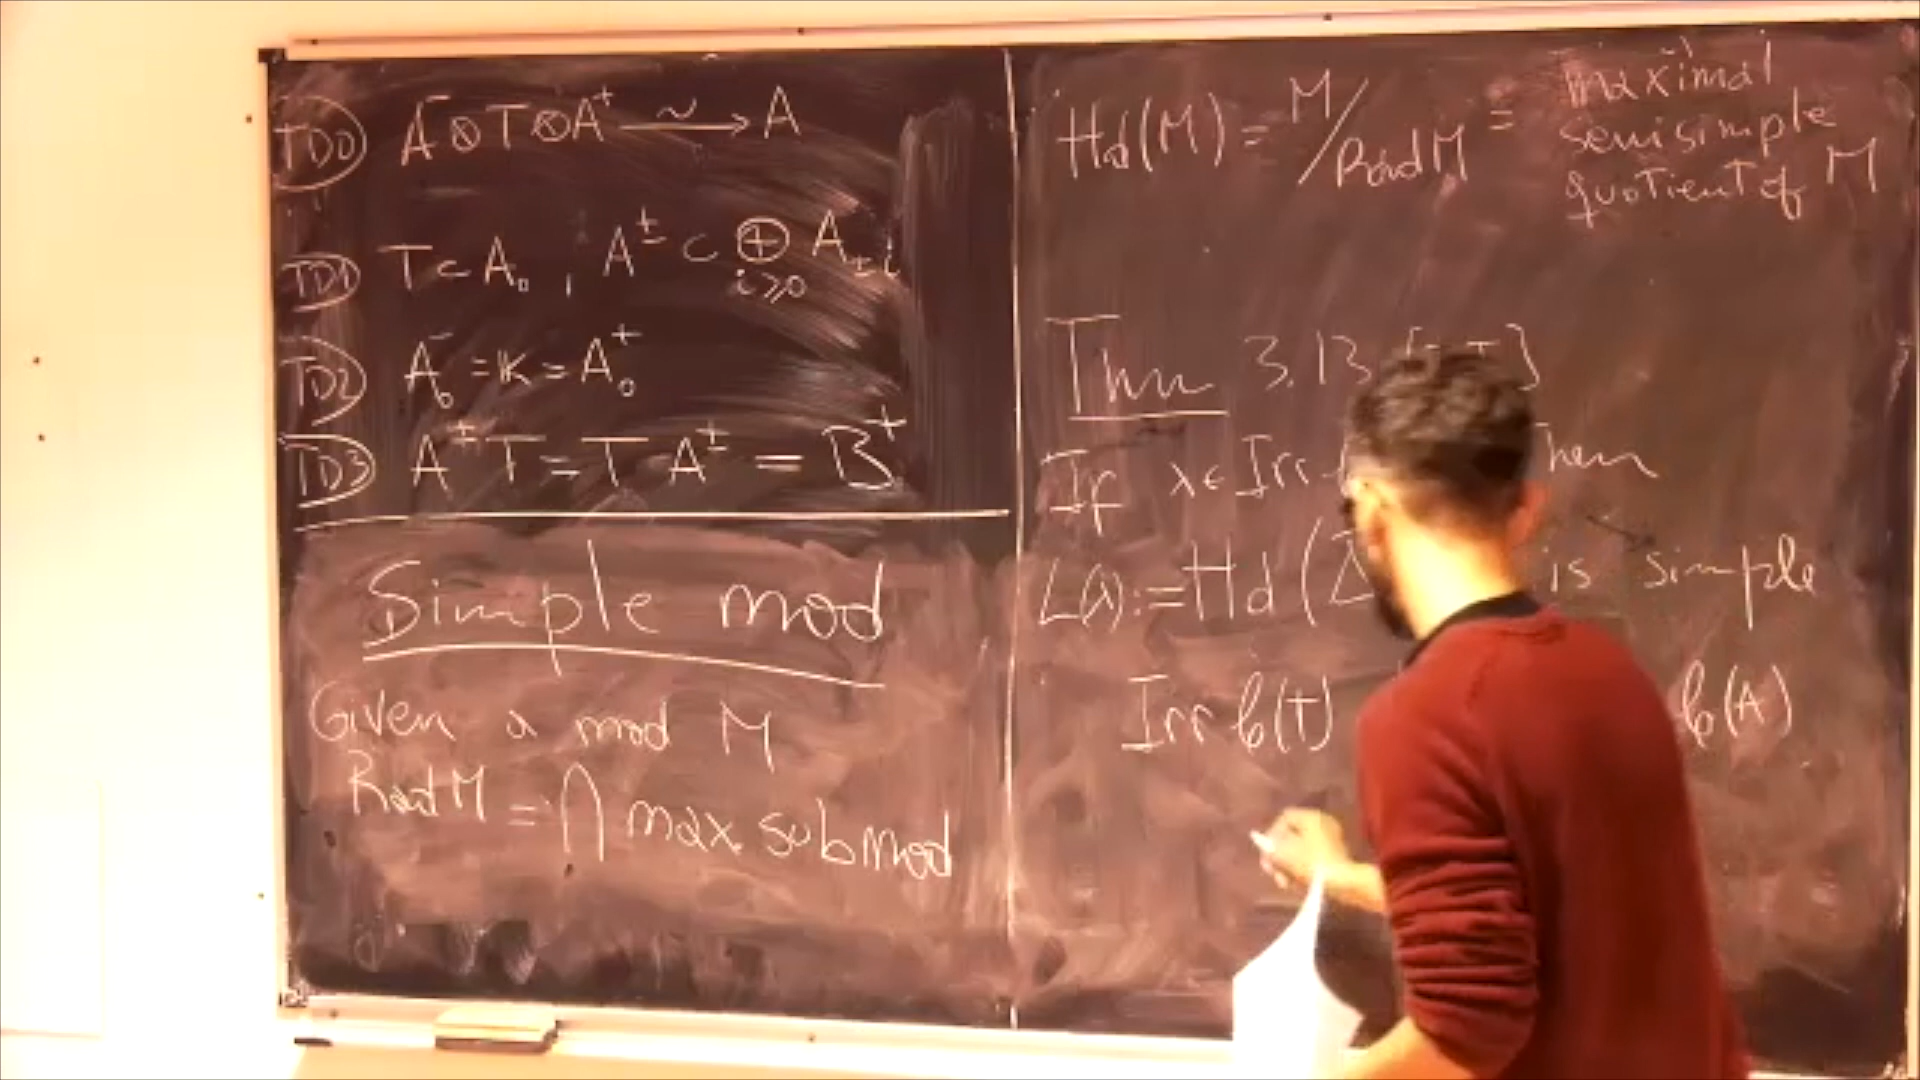 TD0 A⁻⊗T⊗A⁺ ⟶~ A
TD1 T⊂A₀, A^± ⊂ ⊕_{i≥0} A_{±i}
TD2 A⁻₀ = K = A⁺₀
TD3 A^± T = T A^± = B^+
Simple mod
Given a mod M
Rad M = ⋂ max submod
Hd(M) = M/Rad M = maximal
semisimple
quotient of M
Thm 3.13
If λ∈Irr Then
L(λ) := Hd(Δ is simple
Irr 𝒞(T) 𝒞(A)